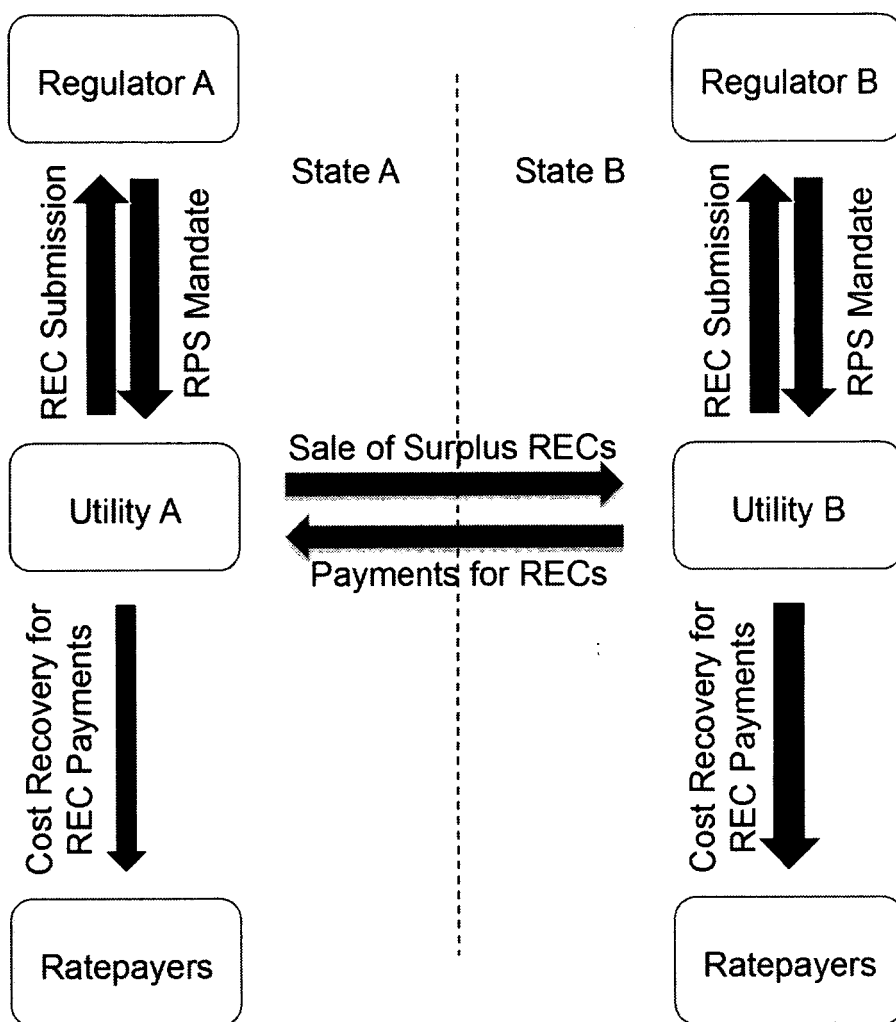 Regulator A
Regulator B
State A
State B
REC Submission
RPS Mandate
REC Submission
RPS Mandate
Sale of Surplus RECs
Utility A
Utility B
Payments for RECs
Cost Recovery for
REC Payments
Cost Recovery for
REC Payments
Ratepayers
Ratepayers